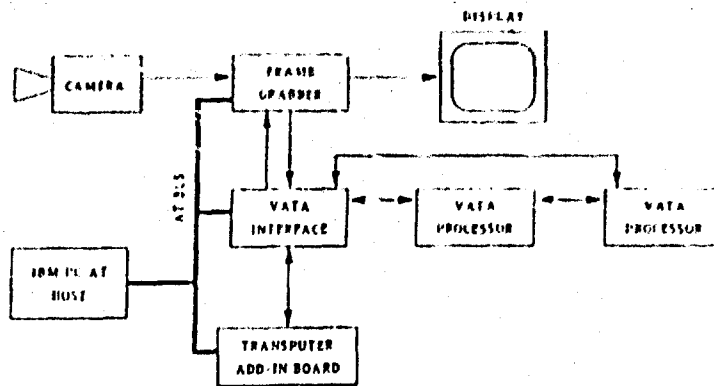 DISPLAY
CAMERA
FRAME
GRABBER
AT BUS
VATA
INTERFACE
VATA
PROCESSOR
VATA
PROCESSOR
IBM PC AT
HOST
TRANSPUTER
ADD-IN BOARD